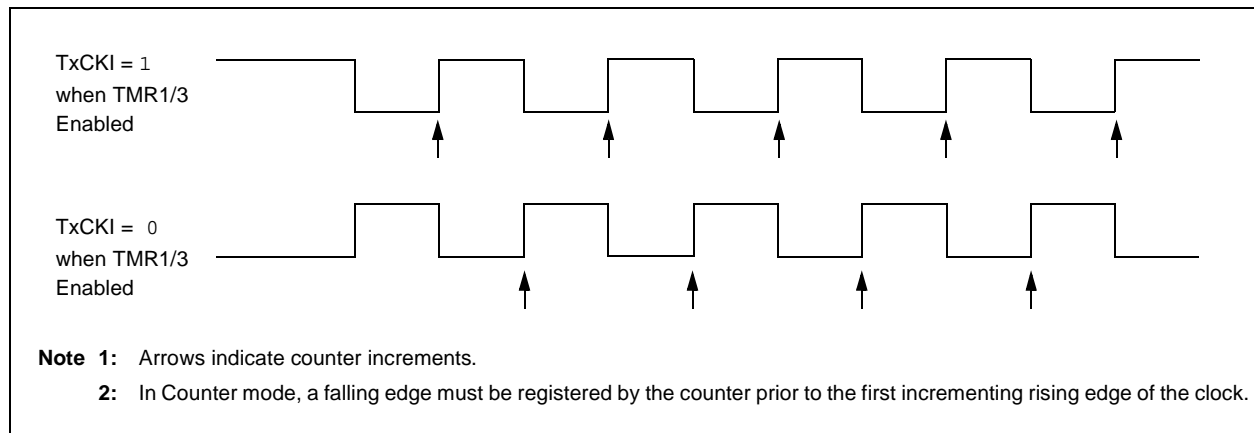 TxCKI = 1
when TMR1/3
Enabled
TxCKI = 0
when TMR1/3
Enabled
Note 1: Arrows indicate counter increments.
2: In Counter mode, a falling edge must be registered by the counter prior to the first incrementing rising edge of the clock.